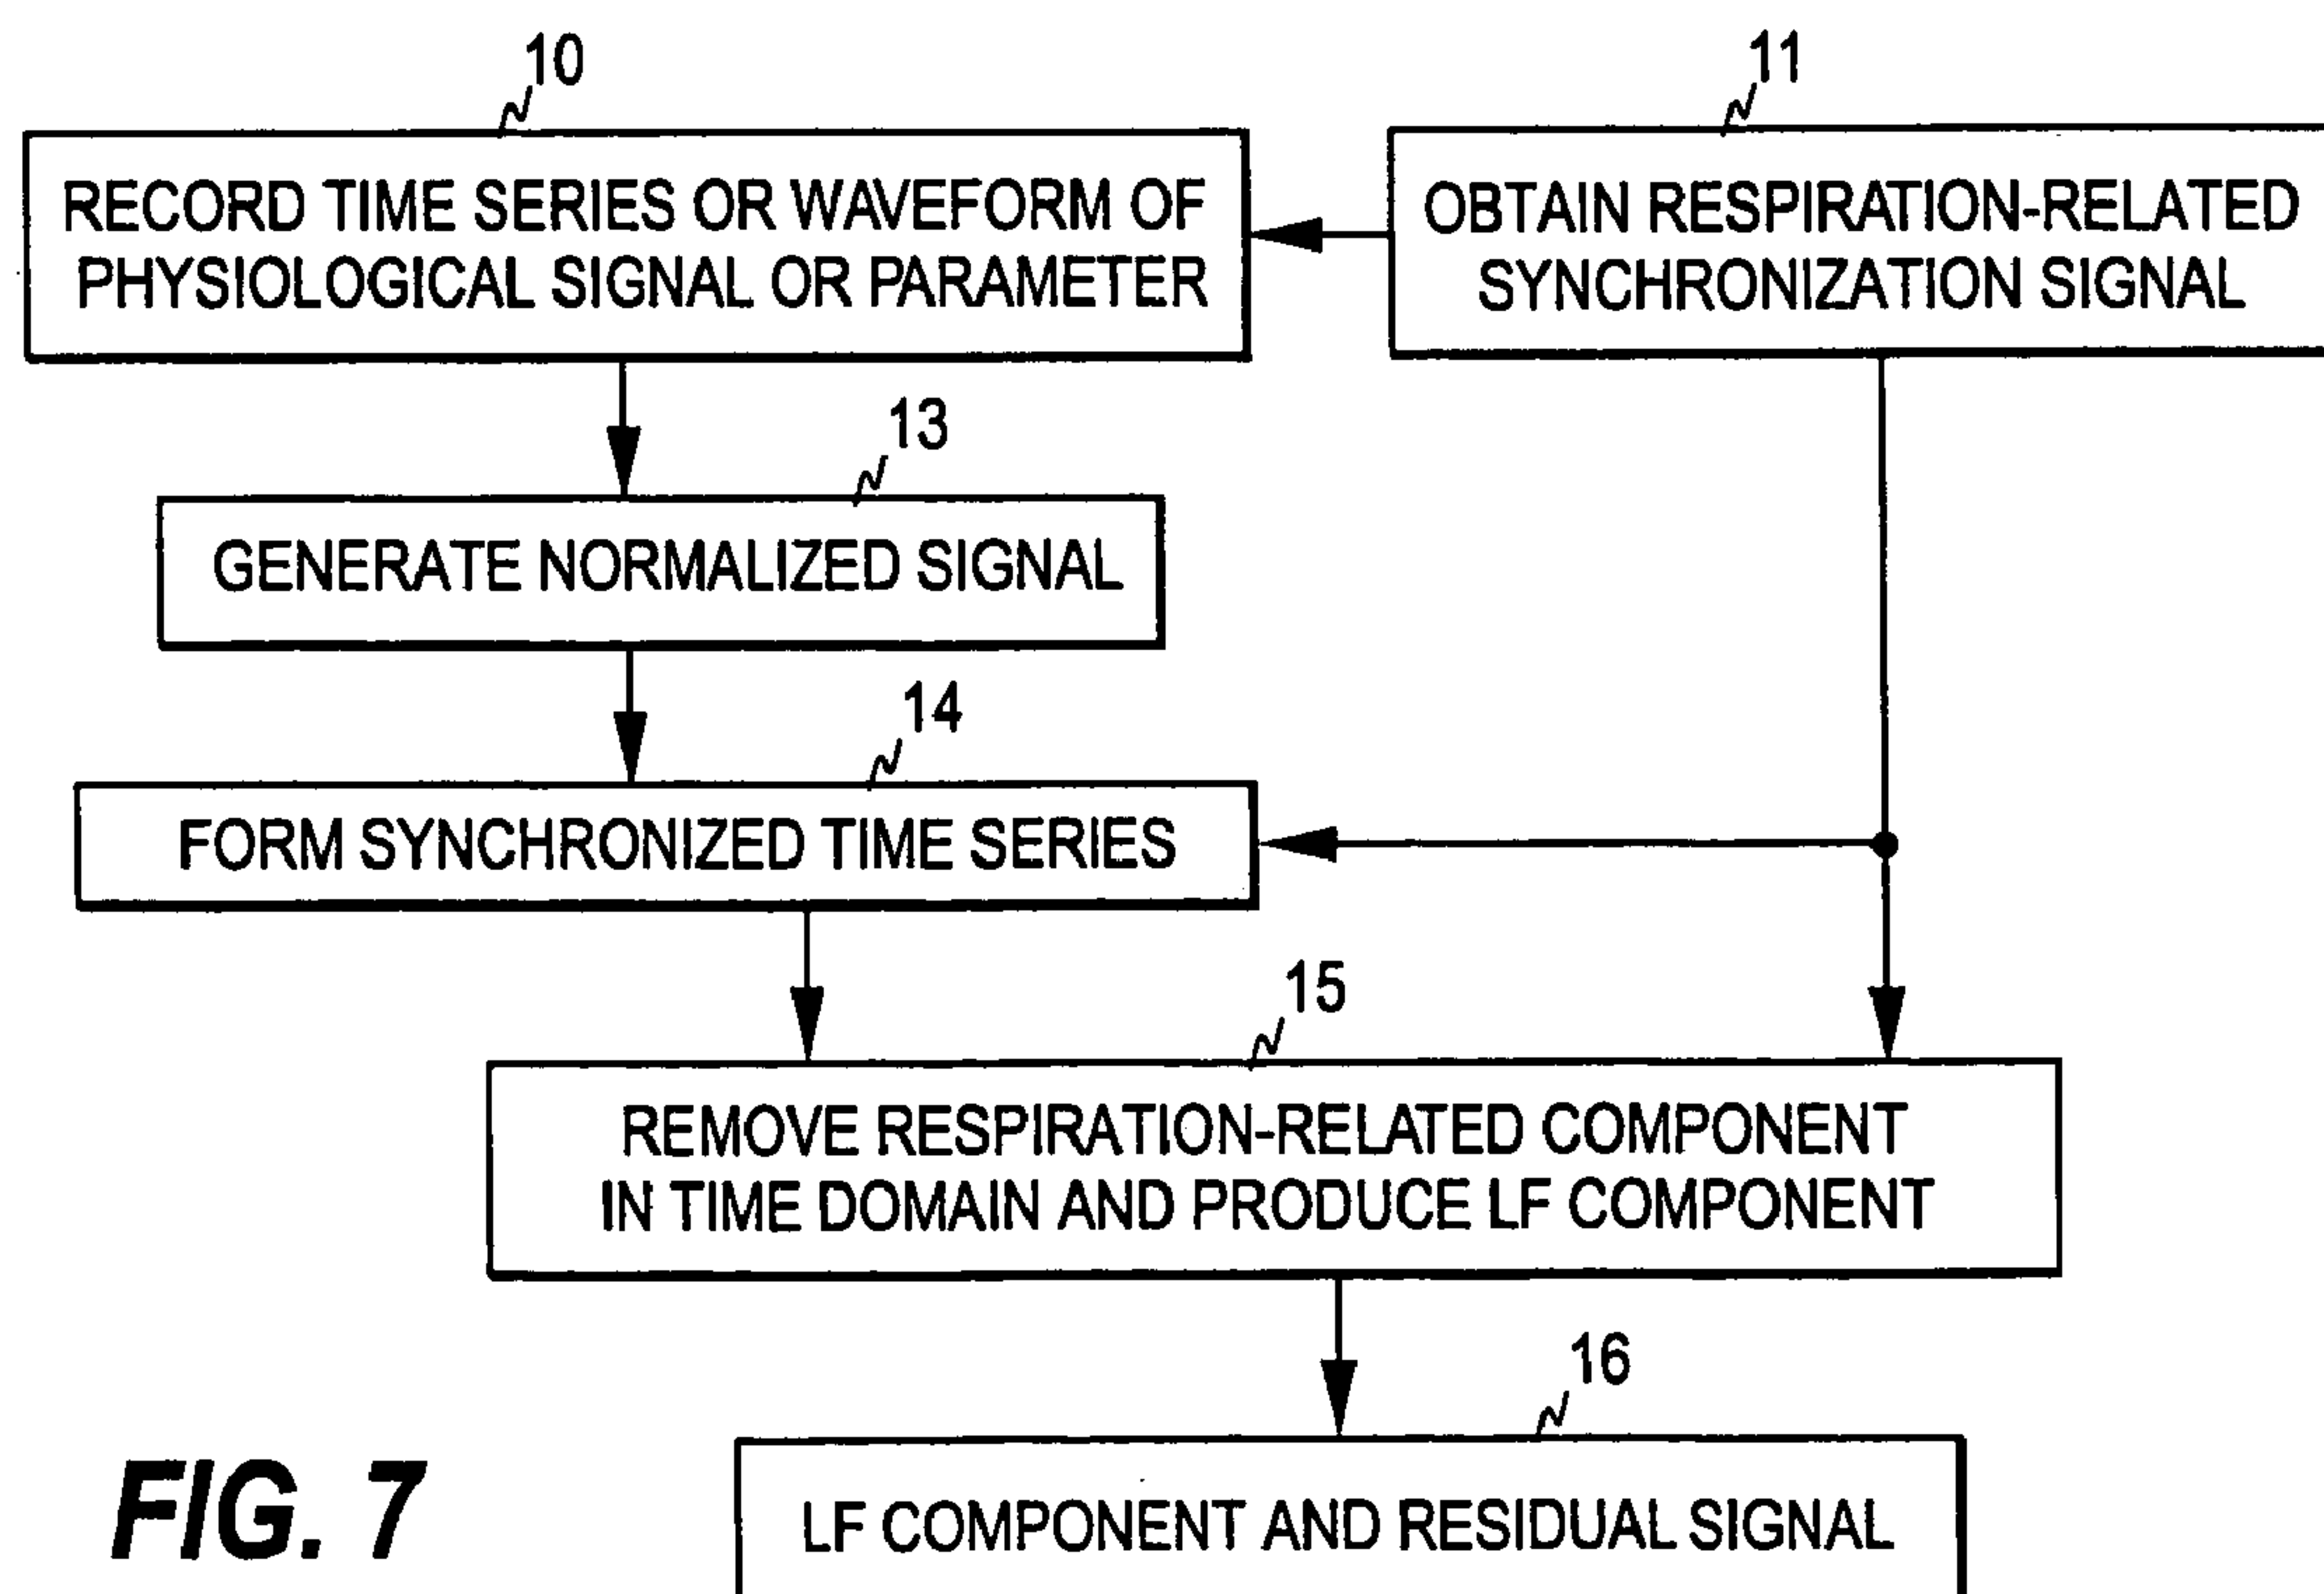 10
RECORD TIME SERIES OR WAVEFORM OF
PHYSIOLOGICAL SIGNAL OR PARAMETER
11
OBTAIN RESPIRATION-RELATED
SYNCHRONIZATION SIGNAL
13
GENERATE NORMALIZED SIGNAL
14
FORM SYNCHRONIZED TIME SERIES
15
REMOVE RESPIRATION-RELATED COMPONENT
IN TIME DOMAIN AND PRODUCE LF COMPONENT
16
LF COMPONENT AND RESIDUAL SIGNAL
FIG. 7